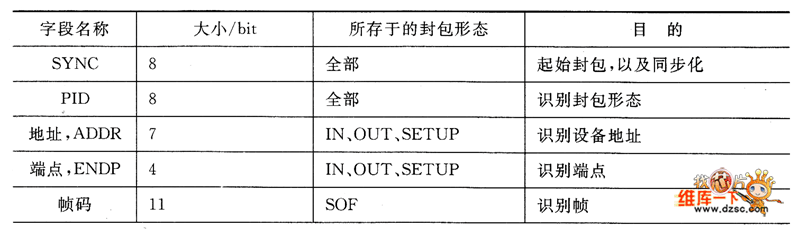 字段名称 大小/bit 所存于的封包形态 目 的
SYNC 8 全部 起始封包,以及同步化
PID 8 全部 识别封包形态
地址,ADDR 7 IN、OUT、SETUP 识别设备地址
端点,ENDP 4 IN、OUT、SETUP 识别端点
帧码 11 SOF 识别帧
维库一下
www.dzsc.com